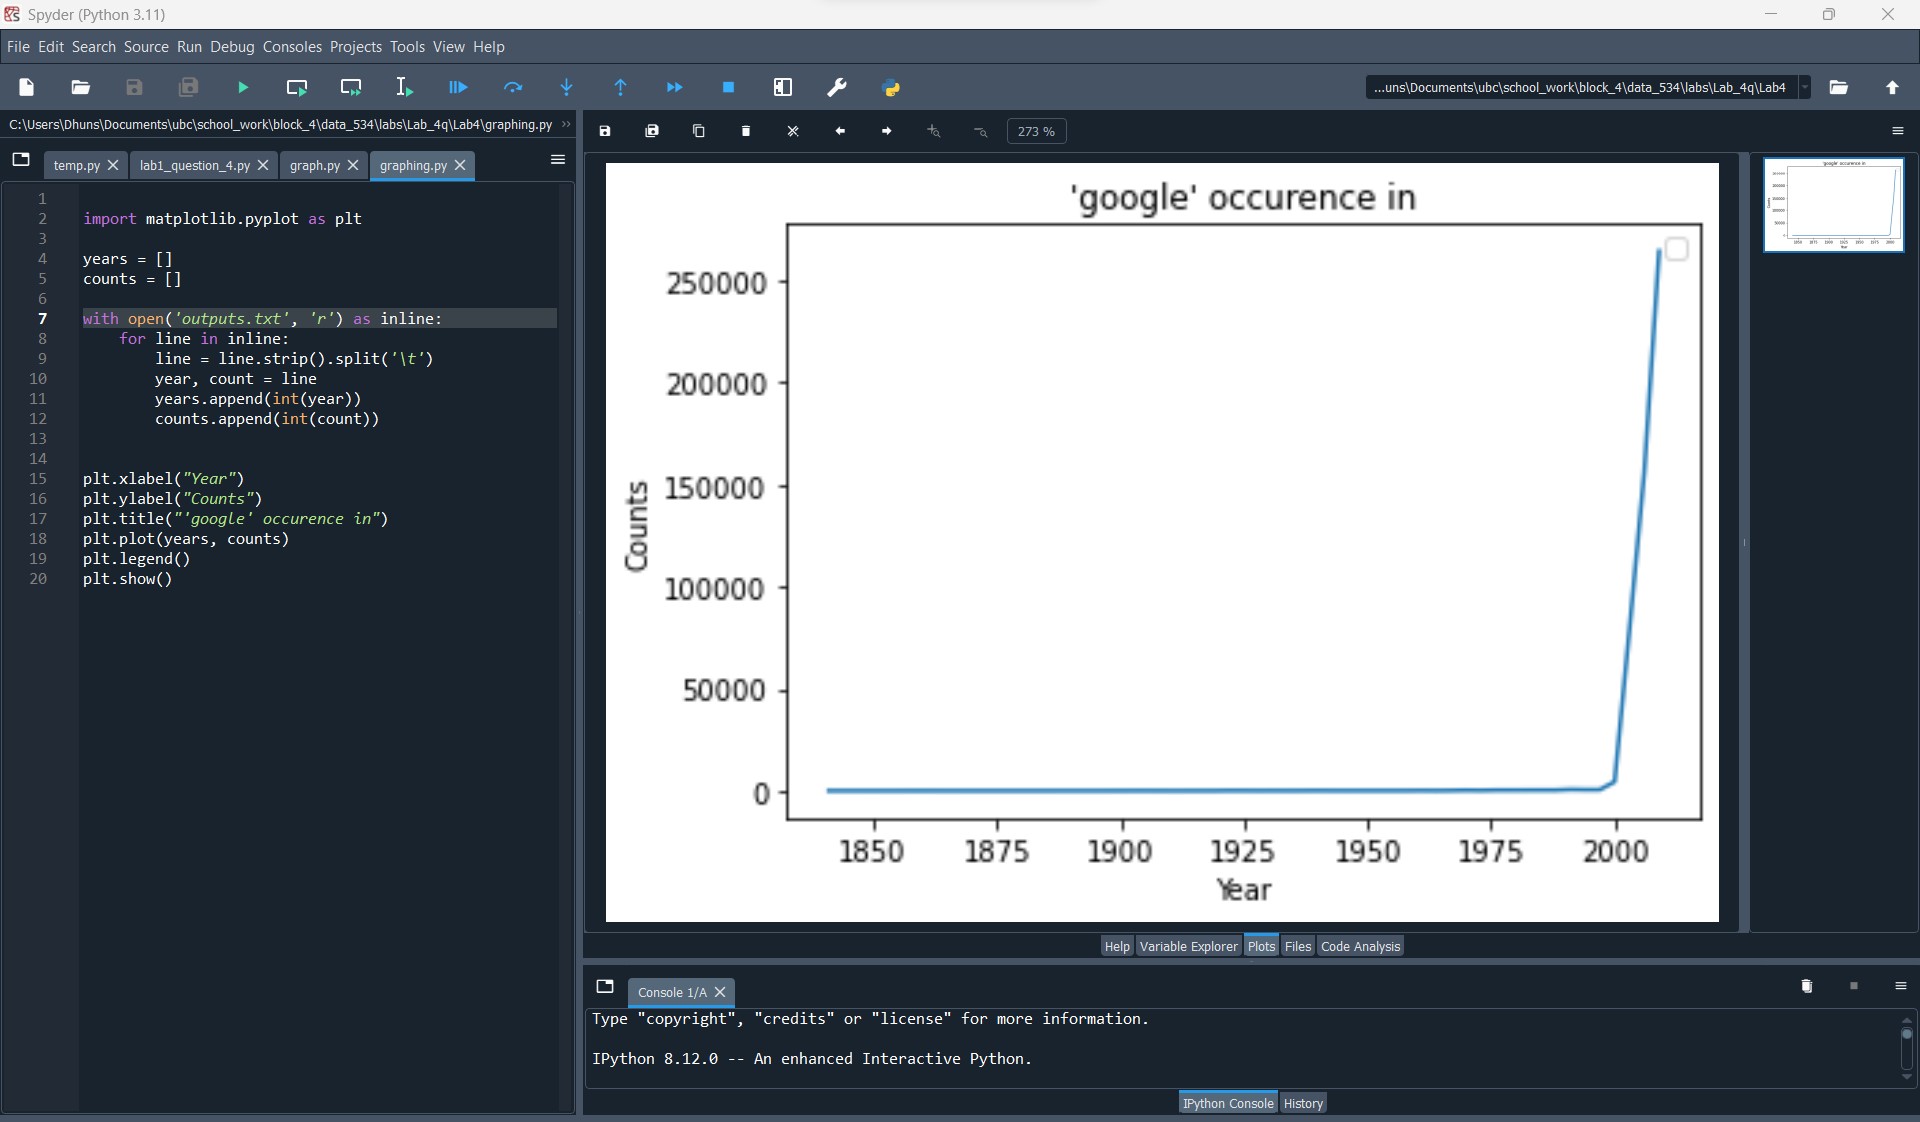 Spyder (Python 3.11)
File Edit Search Source Run Debug Consoles Projects Tools View Help
...uns\Documents\ubc\school_work\block_4\data_534\labs\Lab_4q\Lab4
C:\Users\Dhuns\Documents\ubc\school_work\block_4\data_534\labs\Lab_4q\Lab4\graphing.py
temp.py lab1_question_4.py graph.py graphing.py
1
2 import matplotlib.pyplot as plt
3
4 years = []
5 counts = []
6
7 with open('outputs.txt', 'r') as inline:
8 for line in inline:
9 line = line.strip().split('\t')
10 year, count = line
11 years.append(int(year))
12 counts.append(int(count))
13
14
15 plt.xlabel("Year")
16 plt.ylabel("Counts")
17 plt.title("'google' occurence in")
18 plt.plot(years, counts)
19 plt.legend()
20 plt.show()
273 %
'google' occurence in
250000
200000
150000
100000
50000
0
Counts
1850 1875 1900 1925 1950 1975 2000
Year
'google' occurence in
Help Variable Explorer Plots Files Code Analysis
Console 1/A
Type "copyright", "credits" or "license" for more information.
IPython 8.12.0 -- An enhanced Interactive Python.
IPython Console History